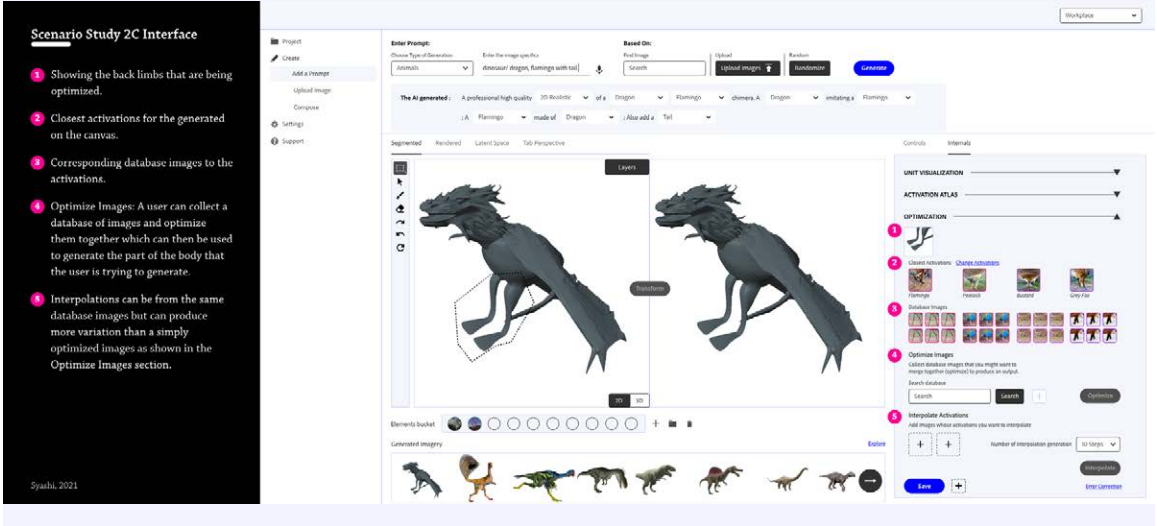 Scenario Study 2C Interface
1 Showing the back limbs that are being
optimized.
2 Closest activations for the generated
on the canvas.
3 Corresponding database images to the
activations.
4 Optimize Images: A user can collect a
database of images and optimize
them together which can then be used
to generate the part of the body that
the user is trying to generate.
5 Interpolations can be from the same
database images but can produce
more variation than a simply
optimized images as shown in the
Optimize Images section.
Syashi, 2021
Workplace
Project
Create
Add a Prompt
Upload Image
Compose
Settings
Support
Enter Prompt:
Based On:
Choose Type of Generation
Enter the image specifics
Find Image
Upload
Random
Animals
dinosaur/ dragon, flamingo with tail
Search
Upload Images
Randomize
Generate
The AI generated : A professional high quality 2D Realistic of a Dragon Flamingo chimera. A Dragon imitating a Flamingo
; A Flamingo made of Dragon ; Also add a Tail
Segmented Rendered Latent Space Tab Perspective
Controls Internals
Layers
Transform
2D 3D
Elements bucket
Generated Imagery
Explore
UNIT VISUALIZATION
ACTIVATION ATLAS
OPTIMIZATION
1
2 Closest Activations Change Activations
Flamingo Peacock Bustard Grey Fox
3 Database Images
4 Optimize Images
Collect database images that you might want to
merge together (optimize) to produce an output.
Search database
Search Search Optimize
5 Interpolate Activations
Add images whose activations you want to interpolate
Number of interpolation generation 10 Steps
Interpolate
Save
Error Correction